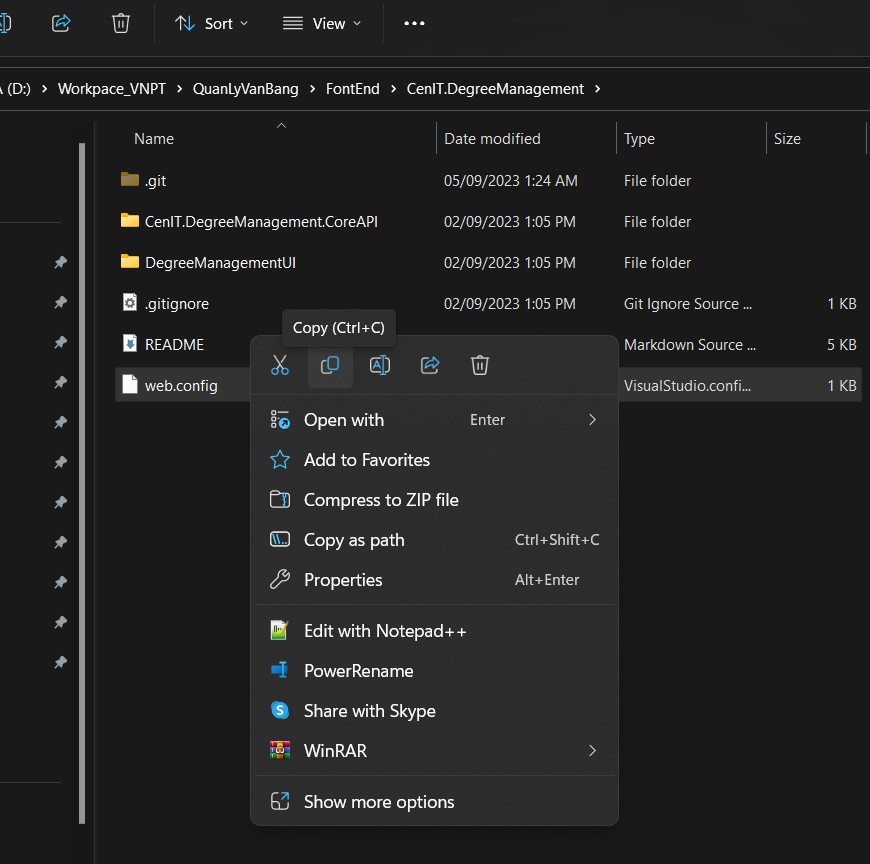 Sort
View
(D:) > Workpace_VNPT > QuanLyVanBang > FontEnd > CenIT.DegreeManagement >
Name Date modified Type Size
.git 05/09/2023 1:24 AM File folder
CenIT.DegreeManagement.CoreAPI 02/09/2023 1:05 PM File folder
DegreeManagementUI 02/09/2023 1:05 PM File folder
.gitignore 02/09/2023 1:05 PM Git Ignore Source ... 1 KB
Copy (Ctrl+C)
README Markdown Source ... 5 KB
web.config VisualStudio.confi... 1 KB
Open with Enter
Add to Favorites
Compress to ZIP file
Copy as path Ctrl+Shift+C
Properties Alt+Enter
Edit with Notepad++
PowerRename
Share with Skype
WinRAR
Show more options